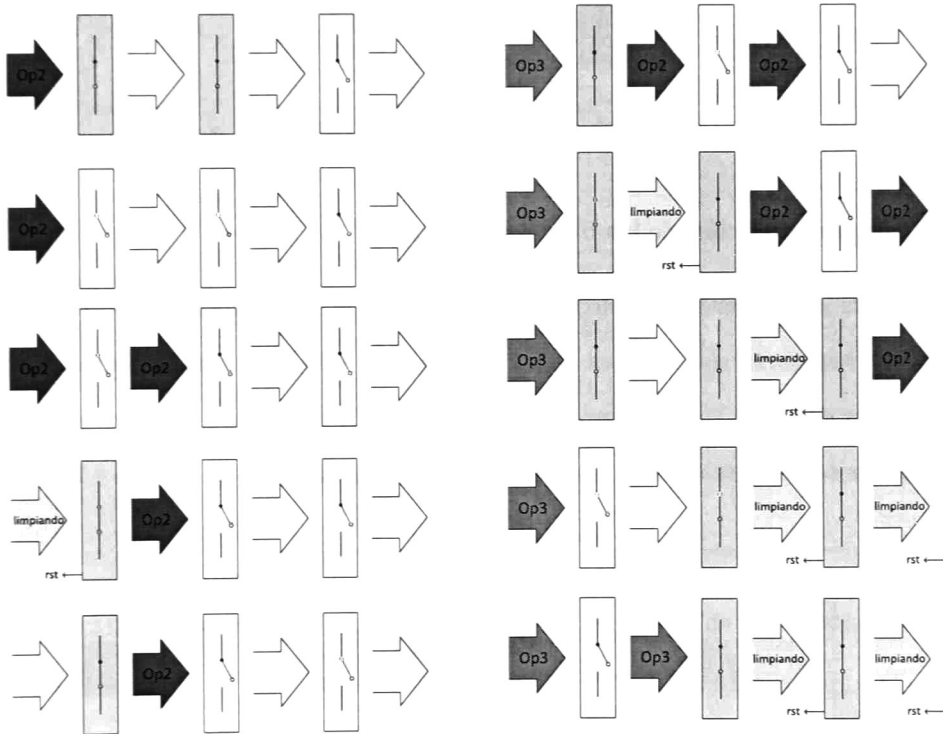 Op2
Op2
Op2 Op2
limpiando Op2
rst ←
Op2
Op3 Op2 Op2
Op3 limpiando Op2 Op2
rst ←
Op3 limpiando Op2
rst ←
Op3 limpiando limpiando
rst ← rst ←
Op3 Op3 limpiando limpiando
rst ← rst ←